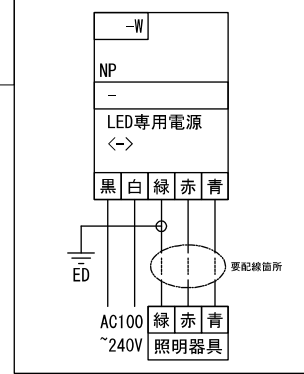 -W
NP
-
LED専用電源
<->
黒 白 緑 赤 青
ED
要配線箇所
AC100 緑 赤 青
~240V 照明器具